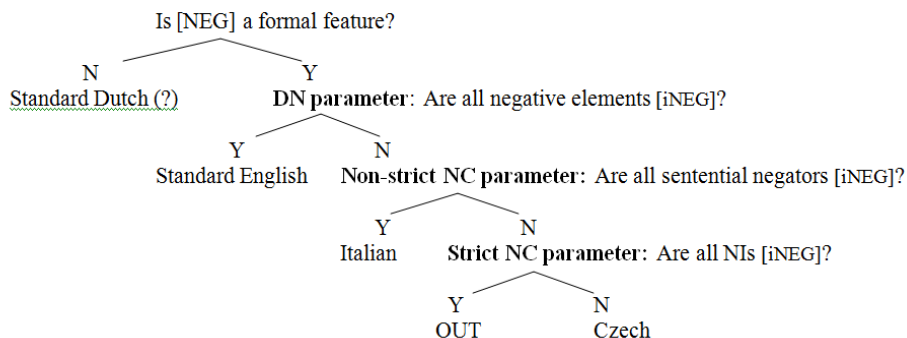 Is [NEG] a formal feature?
N Y
Standard Dutch (?) DN parameter: Are all negative elements [iNEG]?
Y N
Standard English Non-strict NC parameter: Are all sentential negators [iNEG]?
Y N
Italian Strict NC parameter: Are all NIs [iNEG]?
Y N
OUT Czech